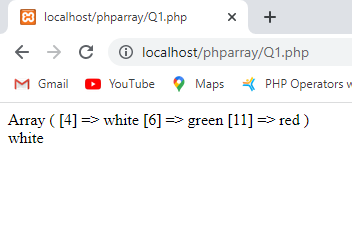 localhost/phparray/Q1.php
localhost/phparray/Q1.php
Gmail YouTube Maps PHP Operators w
Array ( [4] => white [6] => green [11] => red )
white